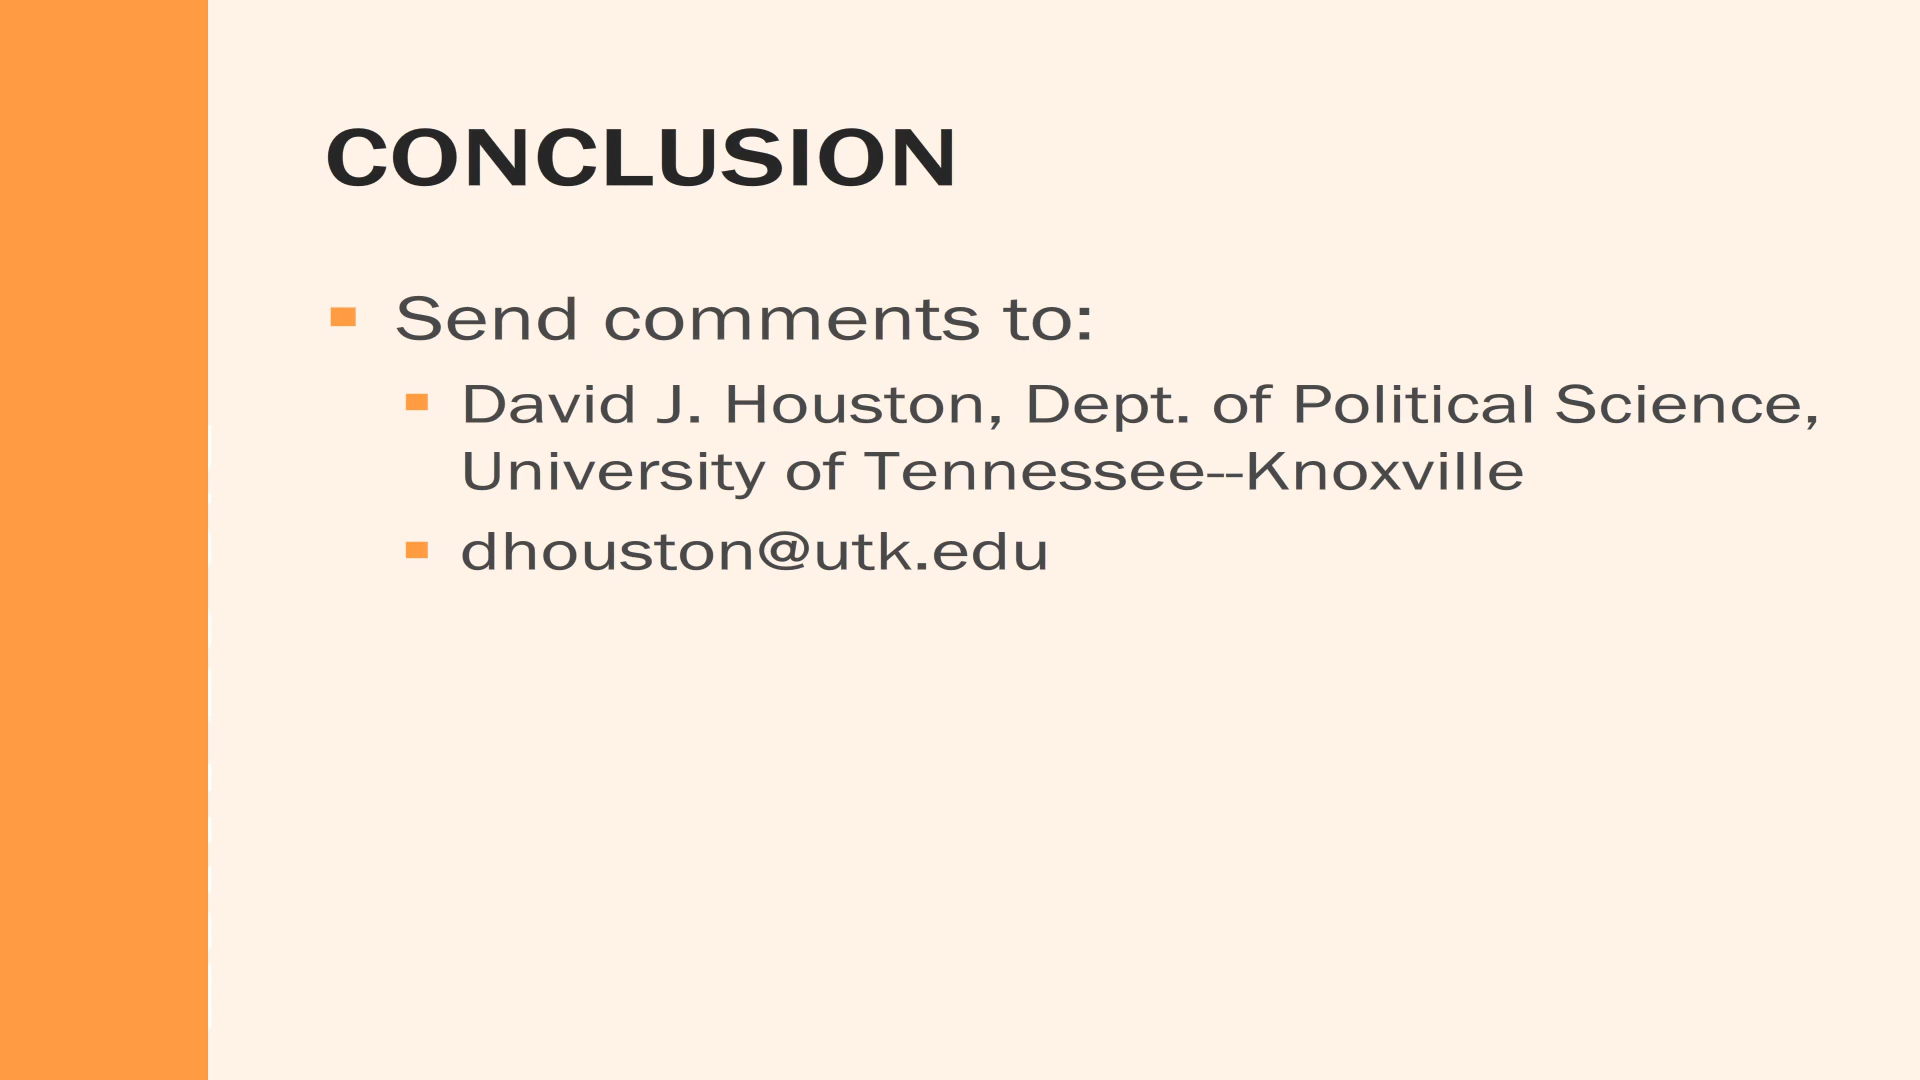 CONCLUSION
Send comments to:
David J. Houston, Dept. of Political Science,
University of Tennessee--Knoxville
dhouston@utk.edu